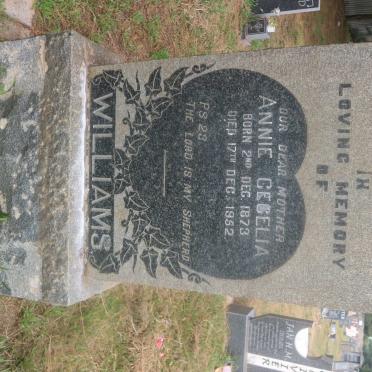 IN
LOVING MEMORY
OF
OUR DEAR MOTHER
ANNIE CECELIA
BORN 2ND DEC. 1873
DIED 17TH DEC. 1952
PS 23
THE LORD IS MY SHEPHERD
WILLIAMS